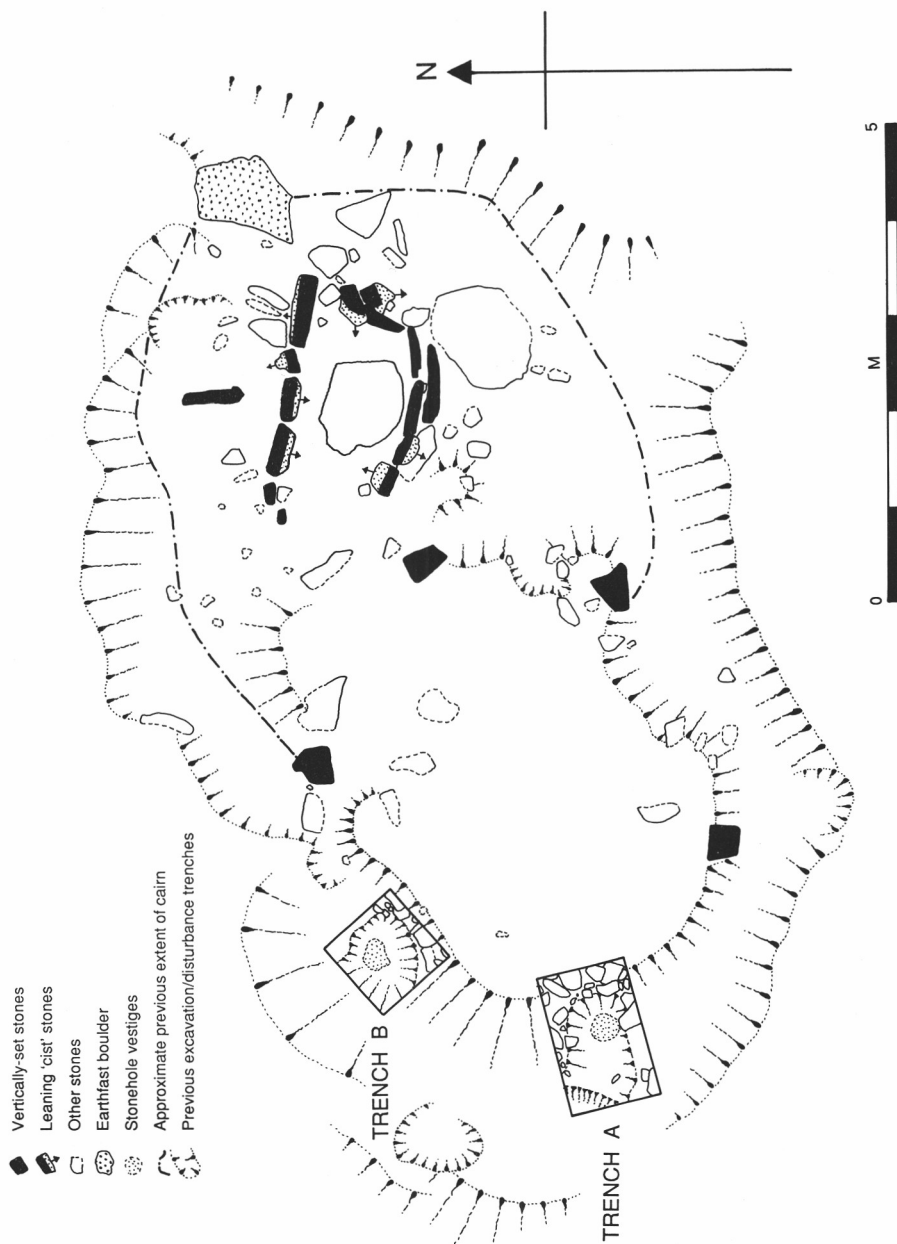 Vertically-set stones
Leaning 'cist' stones
Other stones
Earthfast boulder
Stonehole vestiges
Approximate previous extent of cairn
Previous excavation/disturbance trenches
N
TRENCH B
TRENCH A
0 M 5